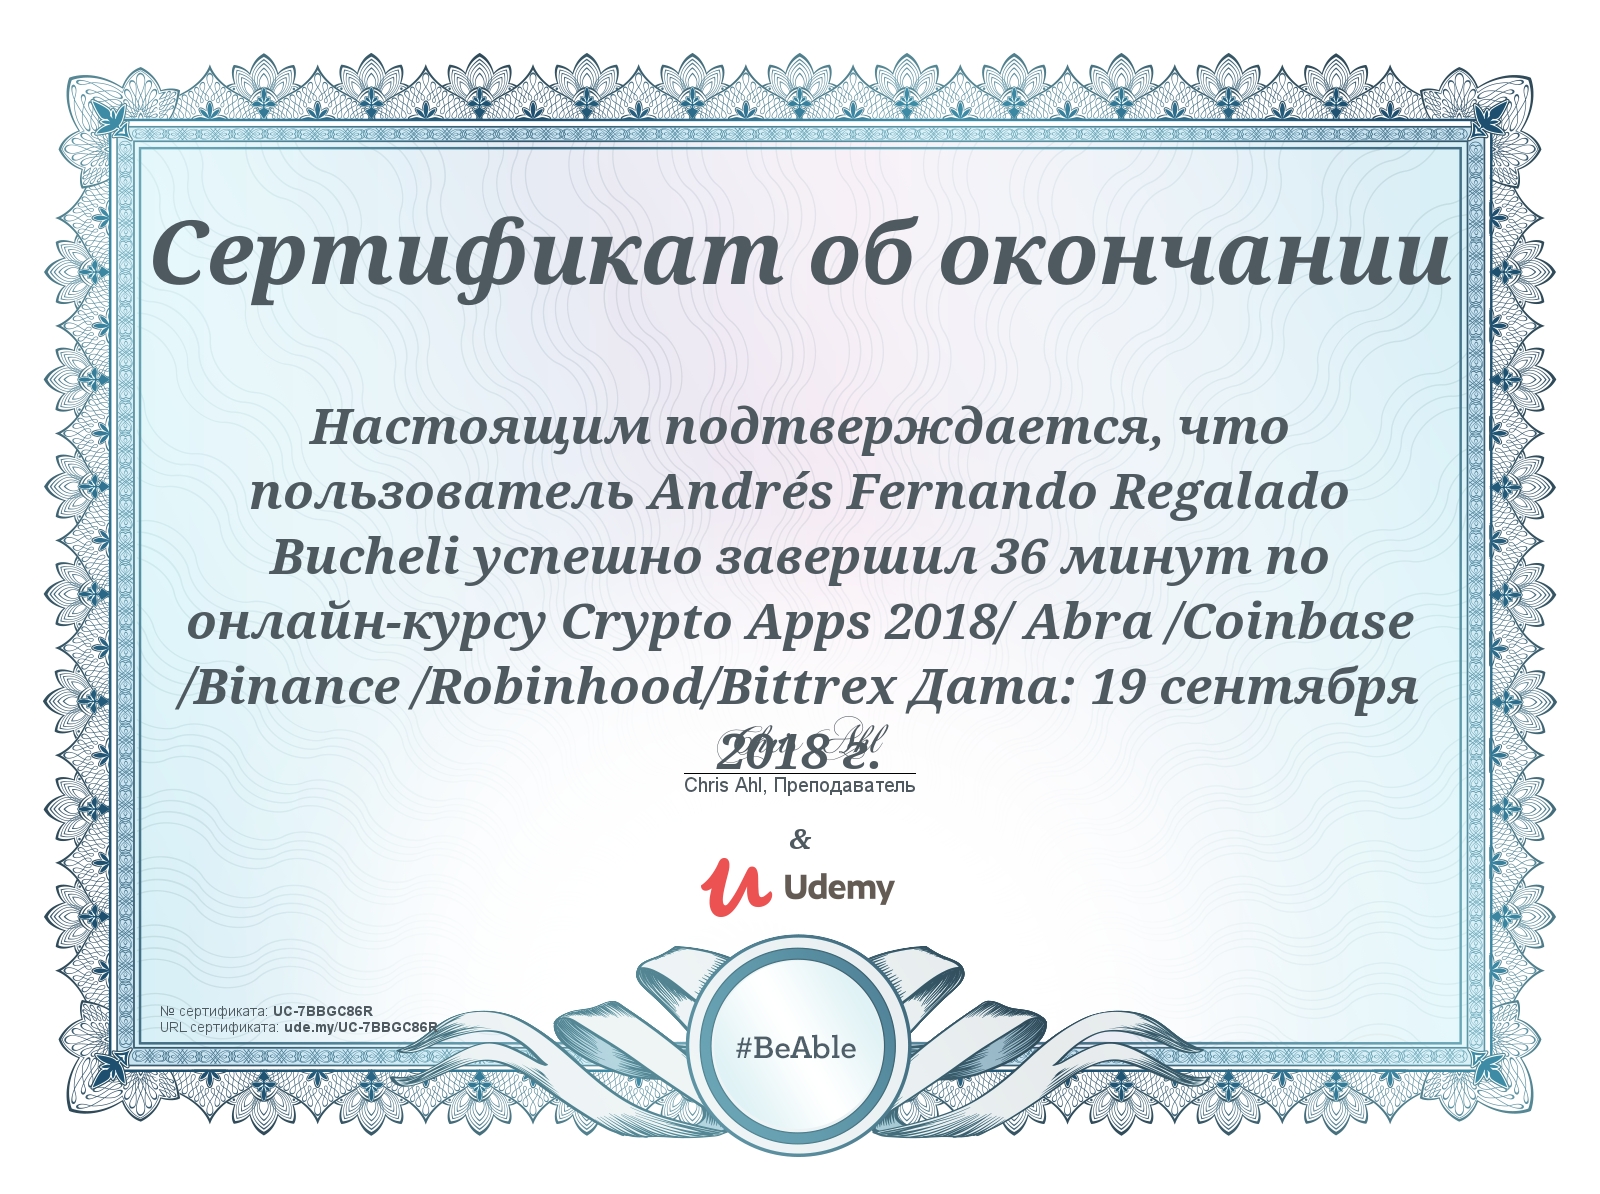 Сертификат об окончании
Настоящим подтверждается, что
пользователь Andrés Fernando Regalado
Bucheli успешно завершил 36 минут по
онлайн-курсу Crypto Apps 2018/ Abra /Coinbase
/Binance /Robinhood/Bittrex Дата: 19 сентября
2018 г.
Chris Ahl
Chris Ahl, Преподаватель
&
Udemy
№ сертификата: UC-7BBGC86R
URL сертификата: ude.my/UC-7BBGC86R
#BeAble